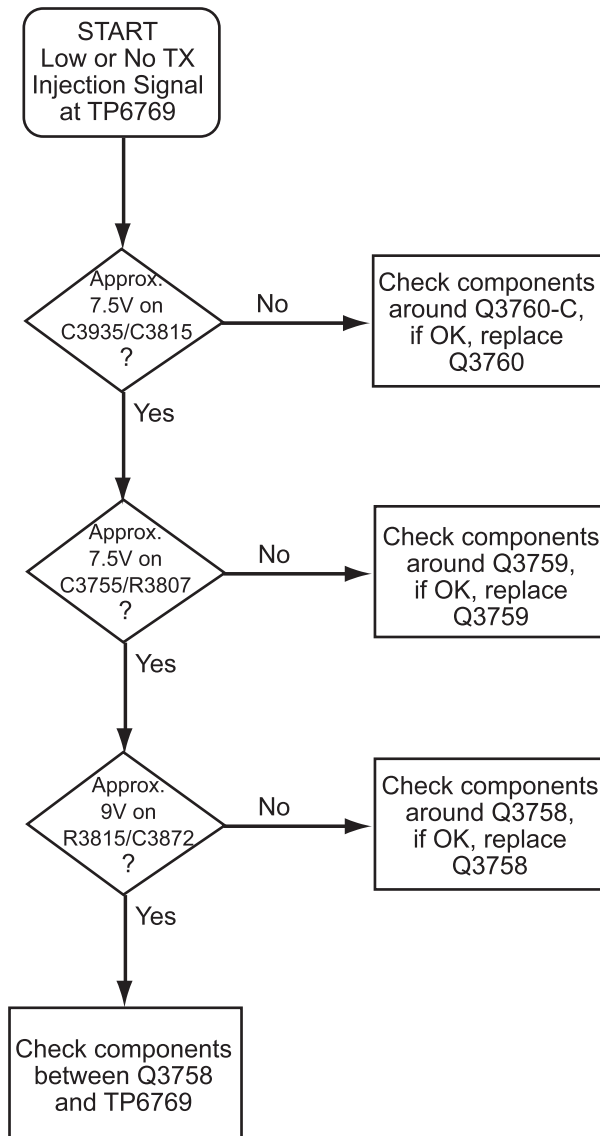 START
Low or No TX
Injection Signal
at TP6769
Approx.
7.5V on
C3935/C3815
?
No
Check components
around Q3760-C,
if OK, replace
Q3760
Yes
Approx.
7.5V on
C3755/R3807
?
No
Check components
around Q3759,
if OK, replace
Q3759
Yes
Approx.
9V on
R3815/C3872
?
No
Check components
around Q3758,
if OK, replace
Q3758
Yes
Check components
between Q3758
and TP6769